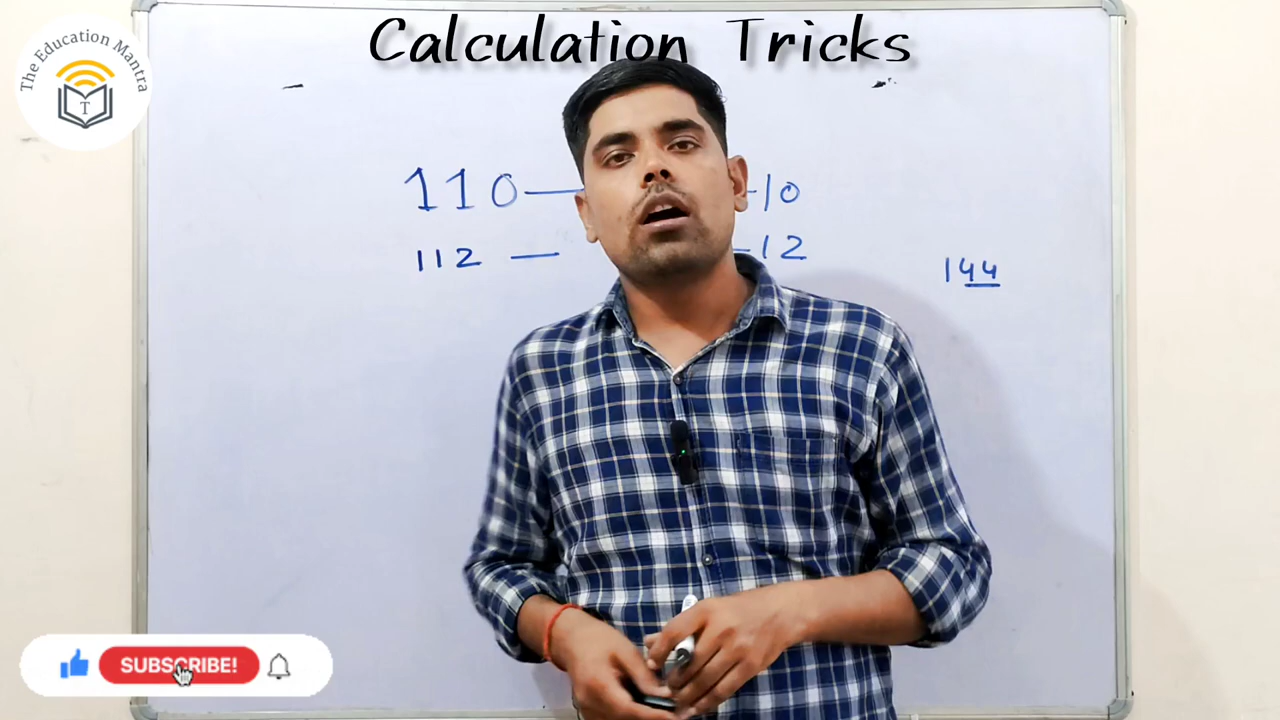 Calculation Tricks
The Education Mantra
T
110— -10
112 — -12
144
SUBSCRIBE!